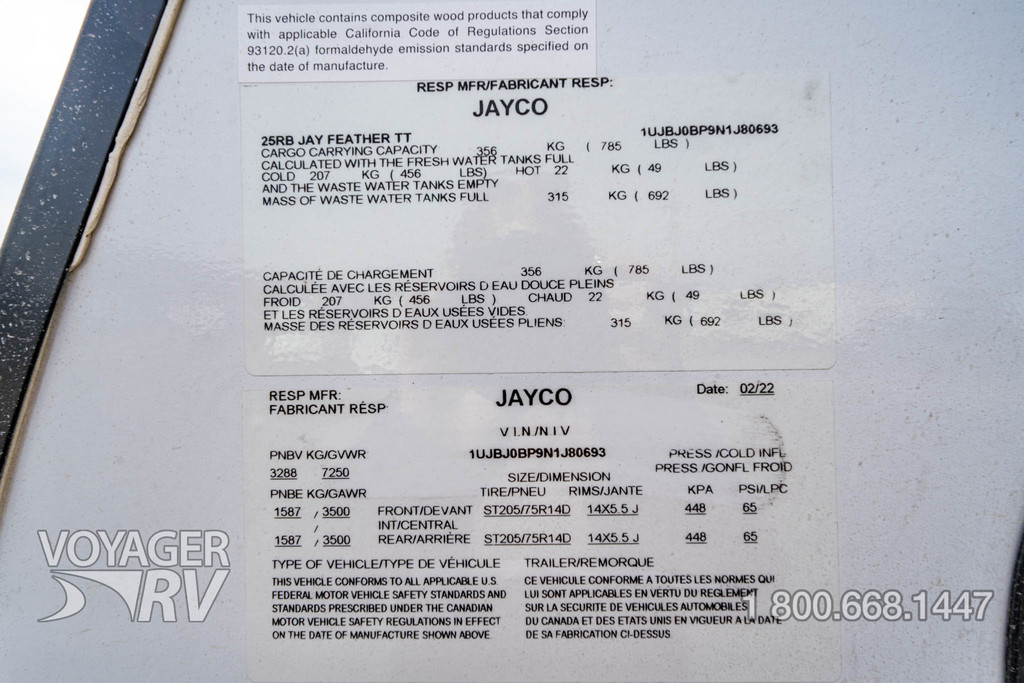 This vehicle contains composite wood products that comply
with applicable California Code of Regulations Section
93120.2(a) formaldehyde emission standards specified on
the date of manufacture.
RESP MFR/FABRICANT RESP:
JAYCO
25RB JAY FEATHER TT 1UJBJ0BP9N1J80693
CARGO CARRYING CAPACITY 356 KG ( 785 LBS )
CALCULATED WITH THE FRESH WATER TANKS FULL
COLD 207 KG ( 456 LBS) HOT 22 KG ( 49 LBS )
AND THE WASTE WATER TANKS EMPTY
MASS OF WASTE WATER TANKS FULL 315 KG ( 692 LBS )
CAPACITÉ DE CHARGEMENT 356 KG ( 785 LBS )
CALCULÉE AVEC LES RÉSERVOIRS D EAU DOUCE PLEINS
FROID 207 KG ( 456 LBS ) CHAUD 22 KG ( 49 LBS )
ET LES RÉSERVOIRS D EAUX USÉES VIDES
MASSE DES RÉSERVOIRS D EAUX USÉES PLIENS: 315 KG ( 692 LBS )
RESP MFR: JAYCO Date: 02/22
FABRICANT RÉSP:
V I.N./N I V
PNBV KG/GVWR 1UJBJ0BP9N1J80693 PRESS /COLD INFL
3288 7250 SIZE/DIMENSION PRESS /GONFL FROID
PNBE KG/GAWR TIRE/PNEU RIMS/JANTE KPA PSI/LPC
1587 / 3500 FRONT/DEVANT ST205/75R14D 14X5.5 J 448 65
/ INT/CENTRAL
1587 / 3500 REAR/ARRIÈRE ST205/75R14D 14X5.5 J 448 65
TYPE OF VEHICLE/TYPE DE VÉHICULE TRAILER/REMORQUE
THIS VEHICLE CONFORMS TO ALL APPLICABLE U.S.
FEDERAL MOTOR VEHICLE SAFETY STANDARDS AND
STANDARDS PRESCRIBED UNDER THE CANADIAN
MOTOR VEHICLE SAFETY REGULATIONS IN EFFECT
ON THE DATE OF MANUFACTURE SHOWN ABOVE.
CE VEHICULE CONFORME A TOUTES LES NORMES QUI
LUI SONT APPLICABLES EN VERTU DU REGLEMENT
SUR LA SECURITE DE VEHICULES AUTOMOBILES
DU CANADA ET DES ETATS UNIS EN VIGUEUR A LA DATE
DE SA FABRICATION CI-DESSUS
VOYAGER
RV
1.800.668.1447